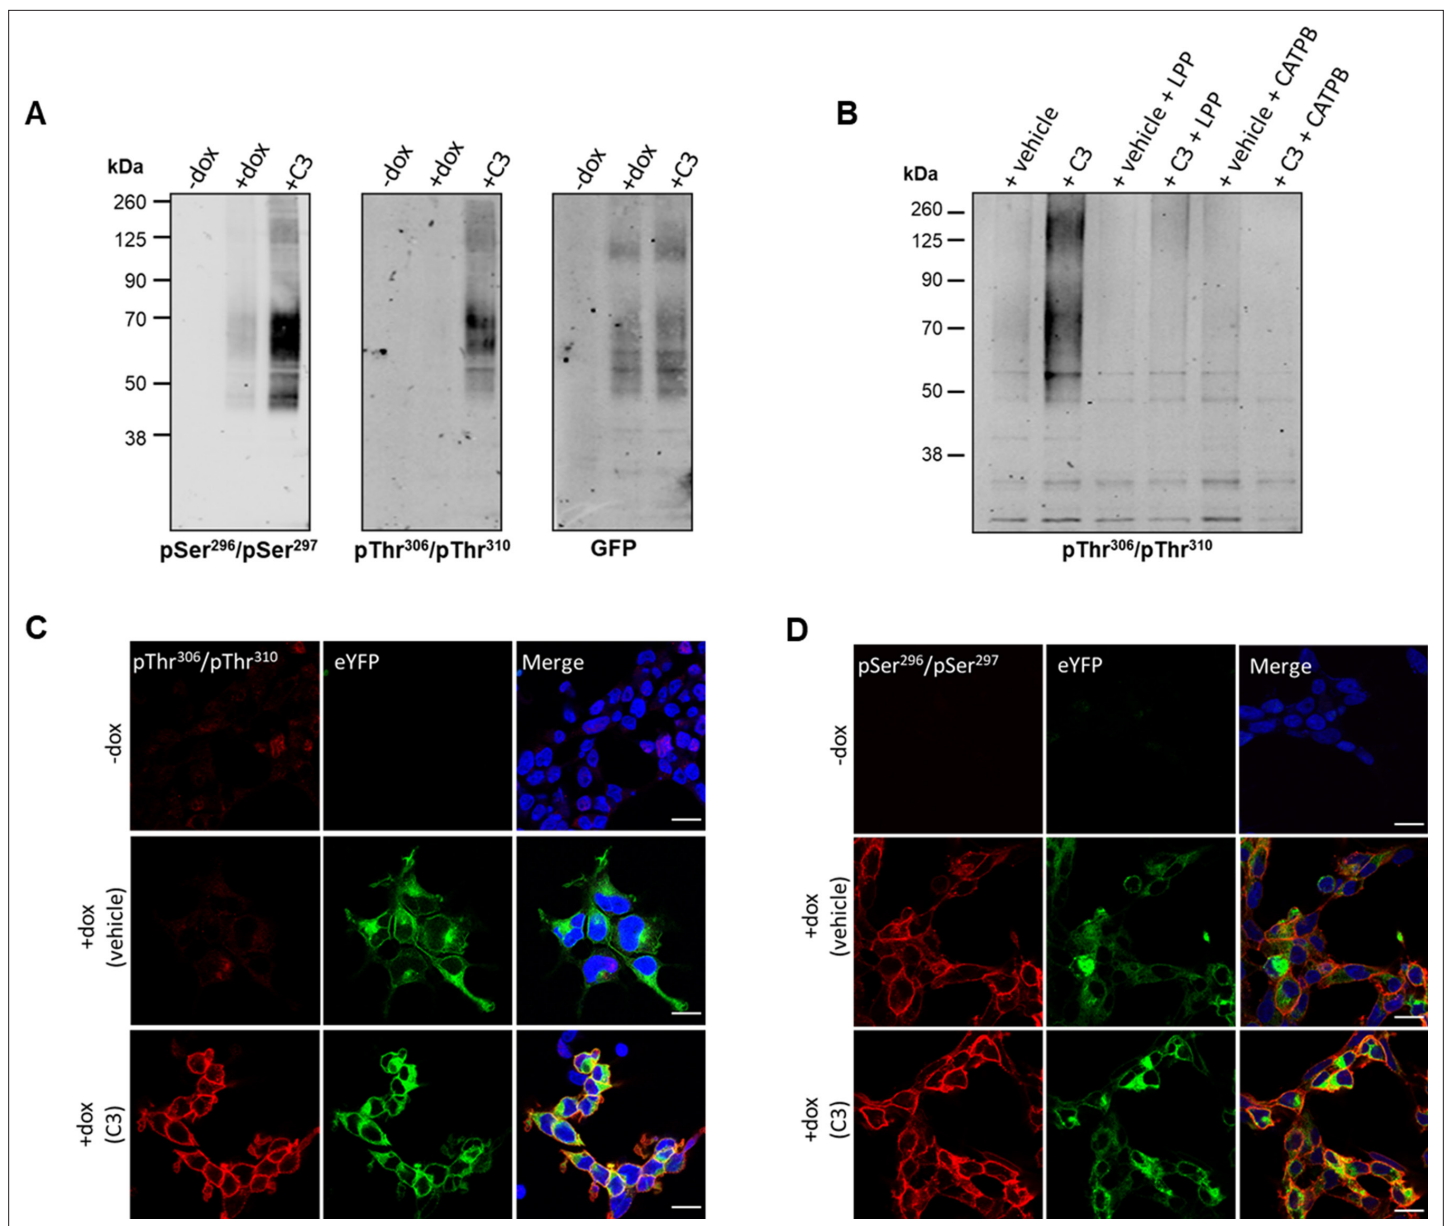 A
kDa
-dox
+dox
+C3
-dox
+dox
+C3
-dox
+dox
+C3
260
125
90
70
50
38
pSer²⁹⁶/pSer²⁹⁷
pThr³⁰⁶/pThr³¹⁰
GFP
B
kDa
+ vehicle
+ C3
+ vehicle + LPP
+ C3 + LPP
+ vehicle + CATPB
+ C3 + CATPB
260
125
90
70
50
38
pThr³⁰⁶/pThr³¹⁰
C
pThr³⁰⁶/pThr³¹⁰
eYFP
Merge
-dox
+dox
(vehicle)
+dox
(C3)
D
pSer²⁹⁶/pSer²⁹⁷
eYFP
Merge
-dox
+dox
(vehicle)
+dox
(C3)